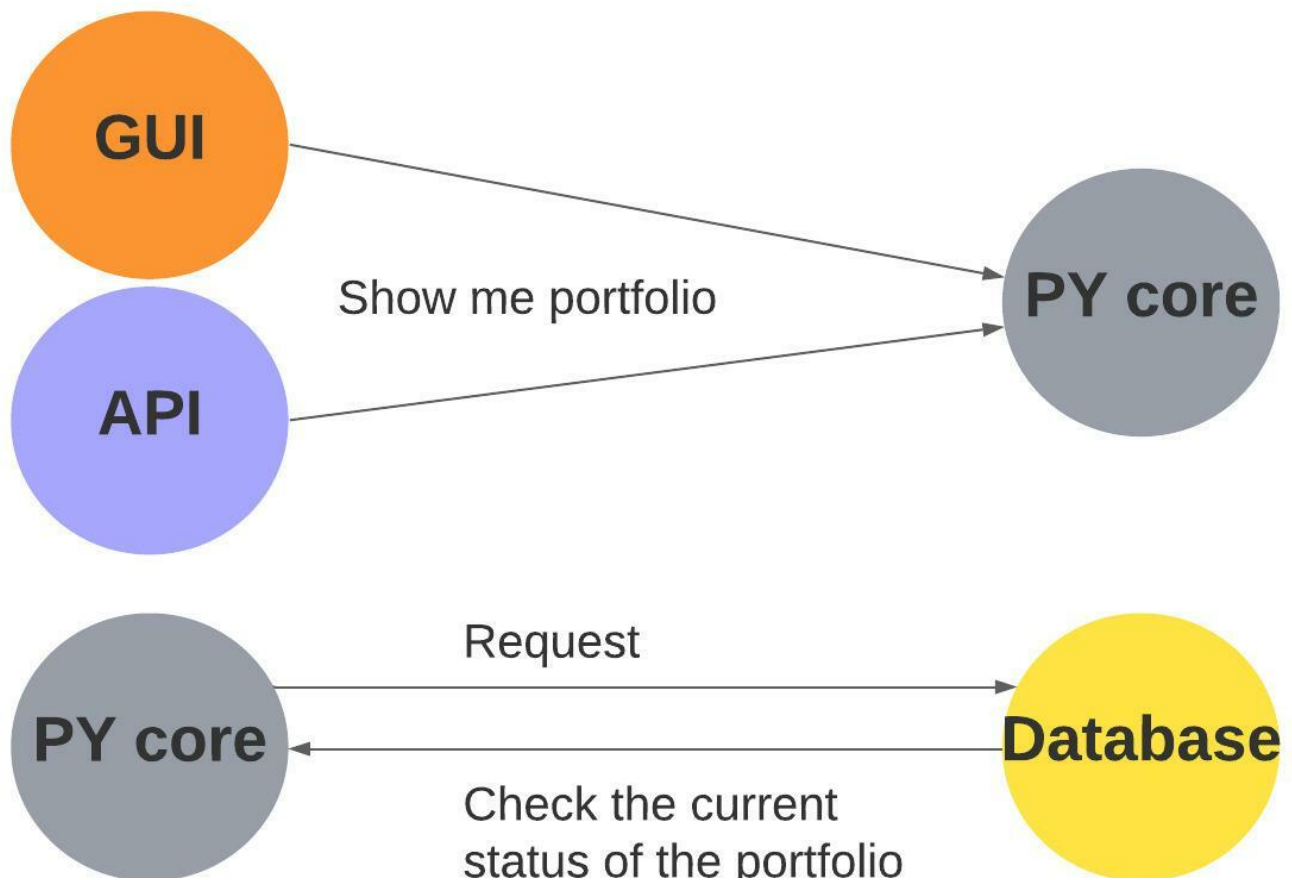 GUI
Show me portfolio
PY core
API
Request
PY core
Database
Check the current
status of the portfolio